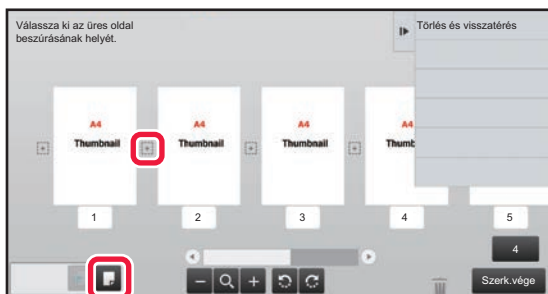 Válassza ki az üres oldal
beszúrásának helyét.
Törlés és visszatérés
A4
Thumbnail
A4
Thumbnail
A4
Thumbnail
A4
Thumb
1
2
3
4
5
4
Szerk.vége